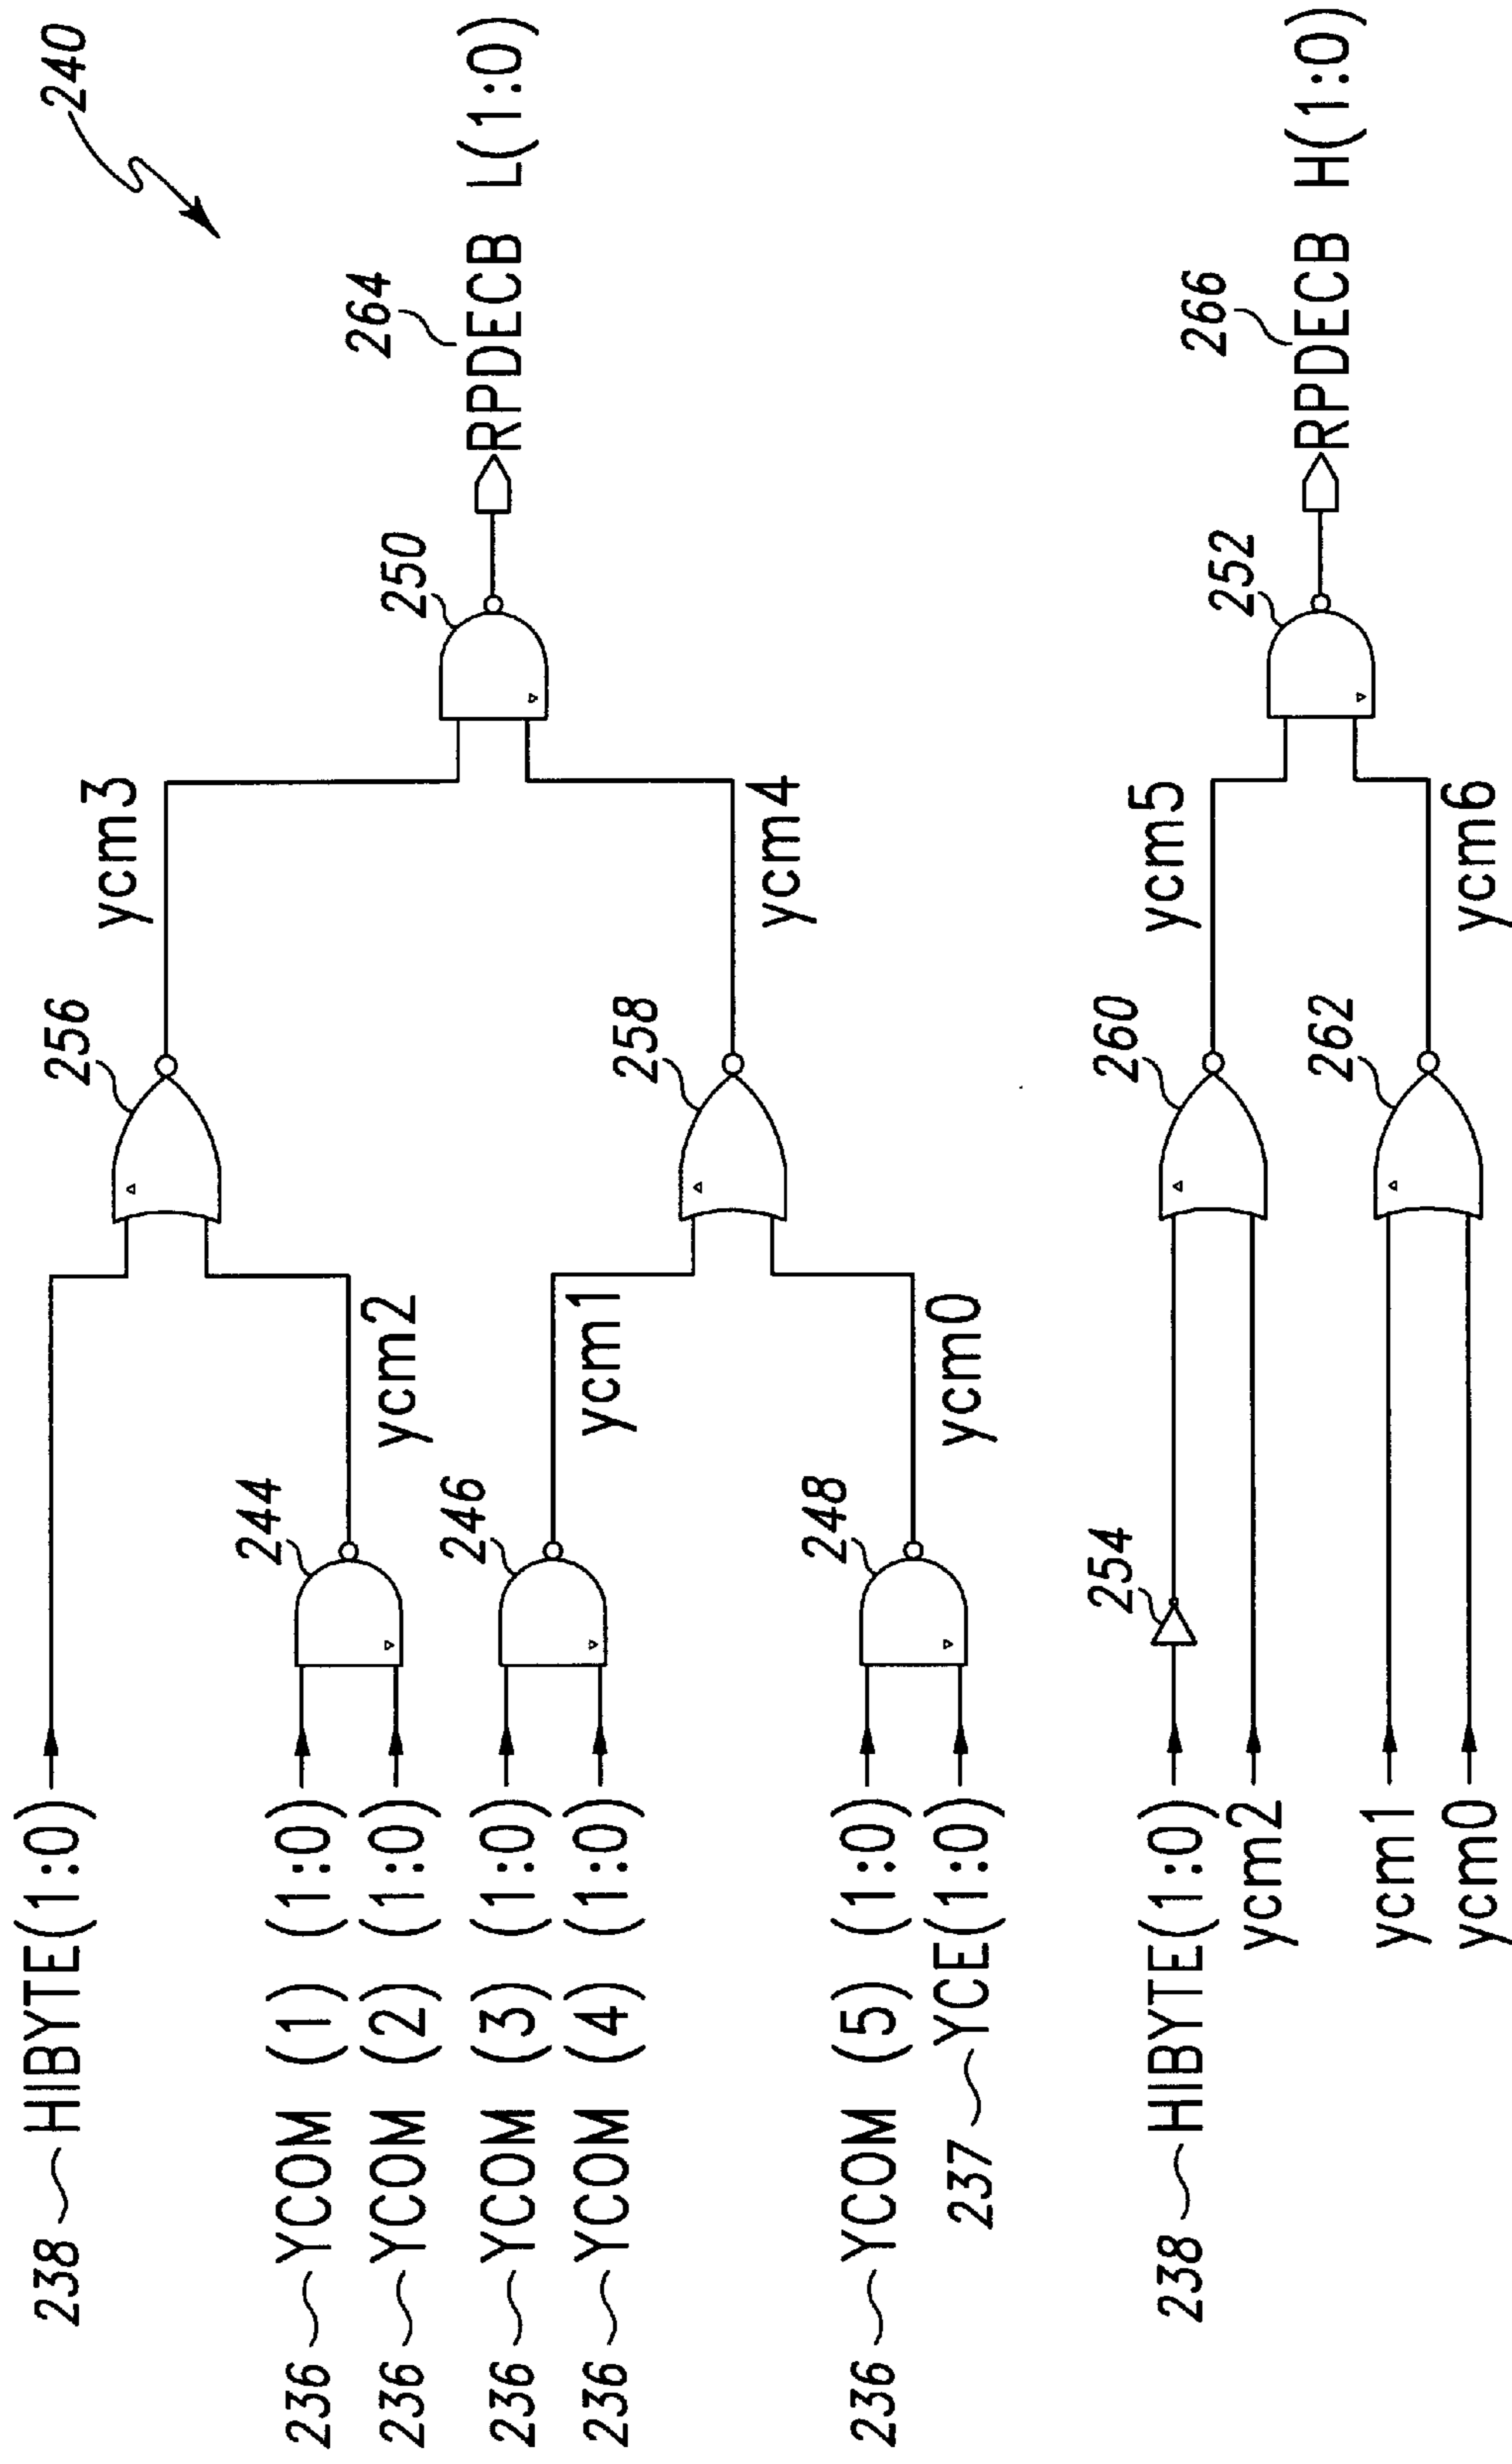 240
238 HIBYTE(1:0)
256
ycm3
236 YCOM (1) (1:0)
244
236 YCOM (2) (1:0)
ycm2
250
264
RPDECB L(1:0)
236 YCOM (3) (1:0)
246
236 YCOM (4) (1:0)
ycm1
258
ycm4
236 YCOM (5) (1:0)
248
237 YCE(1:0)
ycm0
238 HIBYTE(1:0)
254
260
ycm5
ycm2
252
266
RPDECB H(1:0)
ycm1
262
ycm6
ycm0